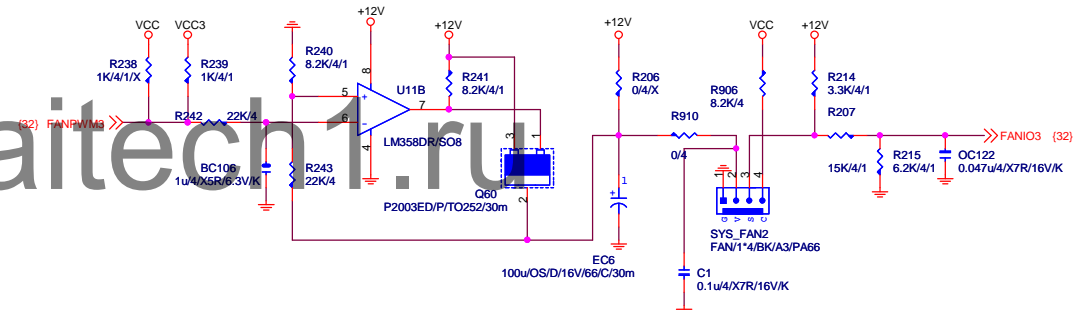 +12V
VCC
VCC3
+12V
+12V
VCC
+12V
R238
1K/4/1/X
R239
1K/4/1
R240
8.2K/4/1
8
U11B
R241
8.2K/4/1
R206
0/4/X
R906
8.2K/4
R214
3.3K/4/1
5
+
6
-
7
{32} FANPWM3
R242
22K/4
R910
R207
FANIO3 {32}
LM358DR/SO8
4
3
1
0/4
BC106
1u/4/X5R/6.3V/K
R243
22K/4
15K/4/1
R215
6.2K/4/1
OC122
0.047u/4/X7R/16V/K
aitech1.ru
Q60
P2003ED/P/TO252/30m
2
+
1
1
2
3
4
G
V
S
C
SYS_FAN2
FAN/1*4/BK/A3/PA66
EC6
100u/OS/D/16V/66/C/30m
C1
0.1u/4/X7R/16V/K